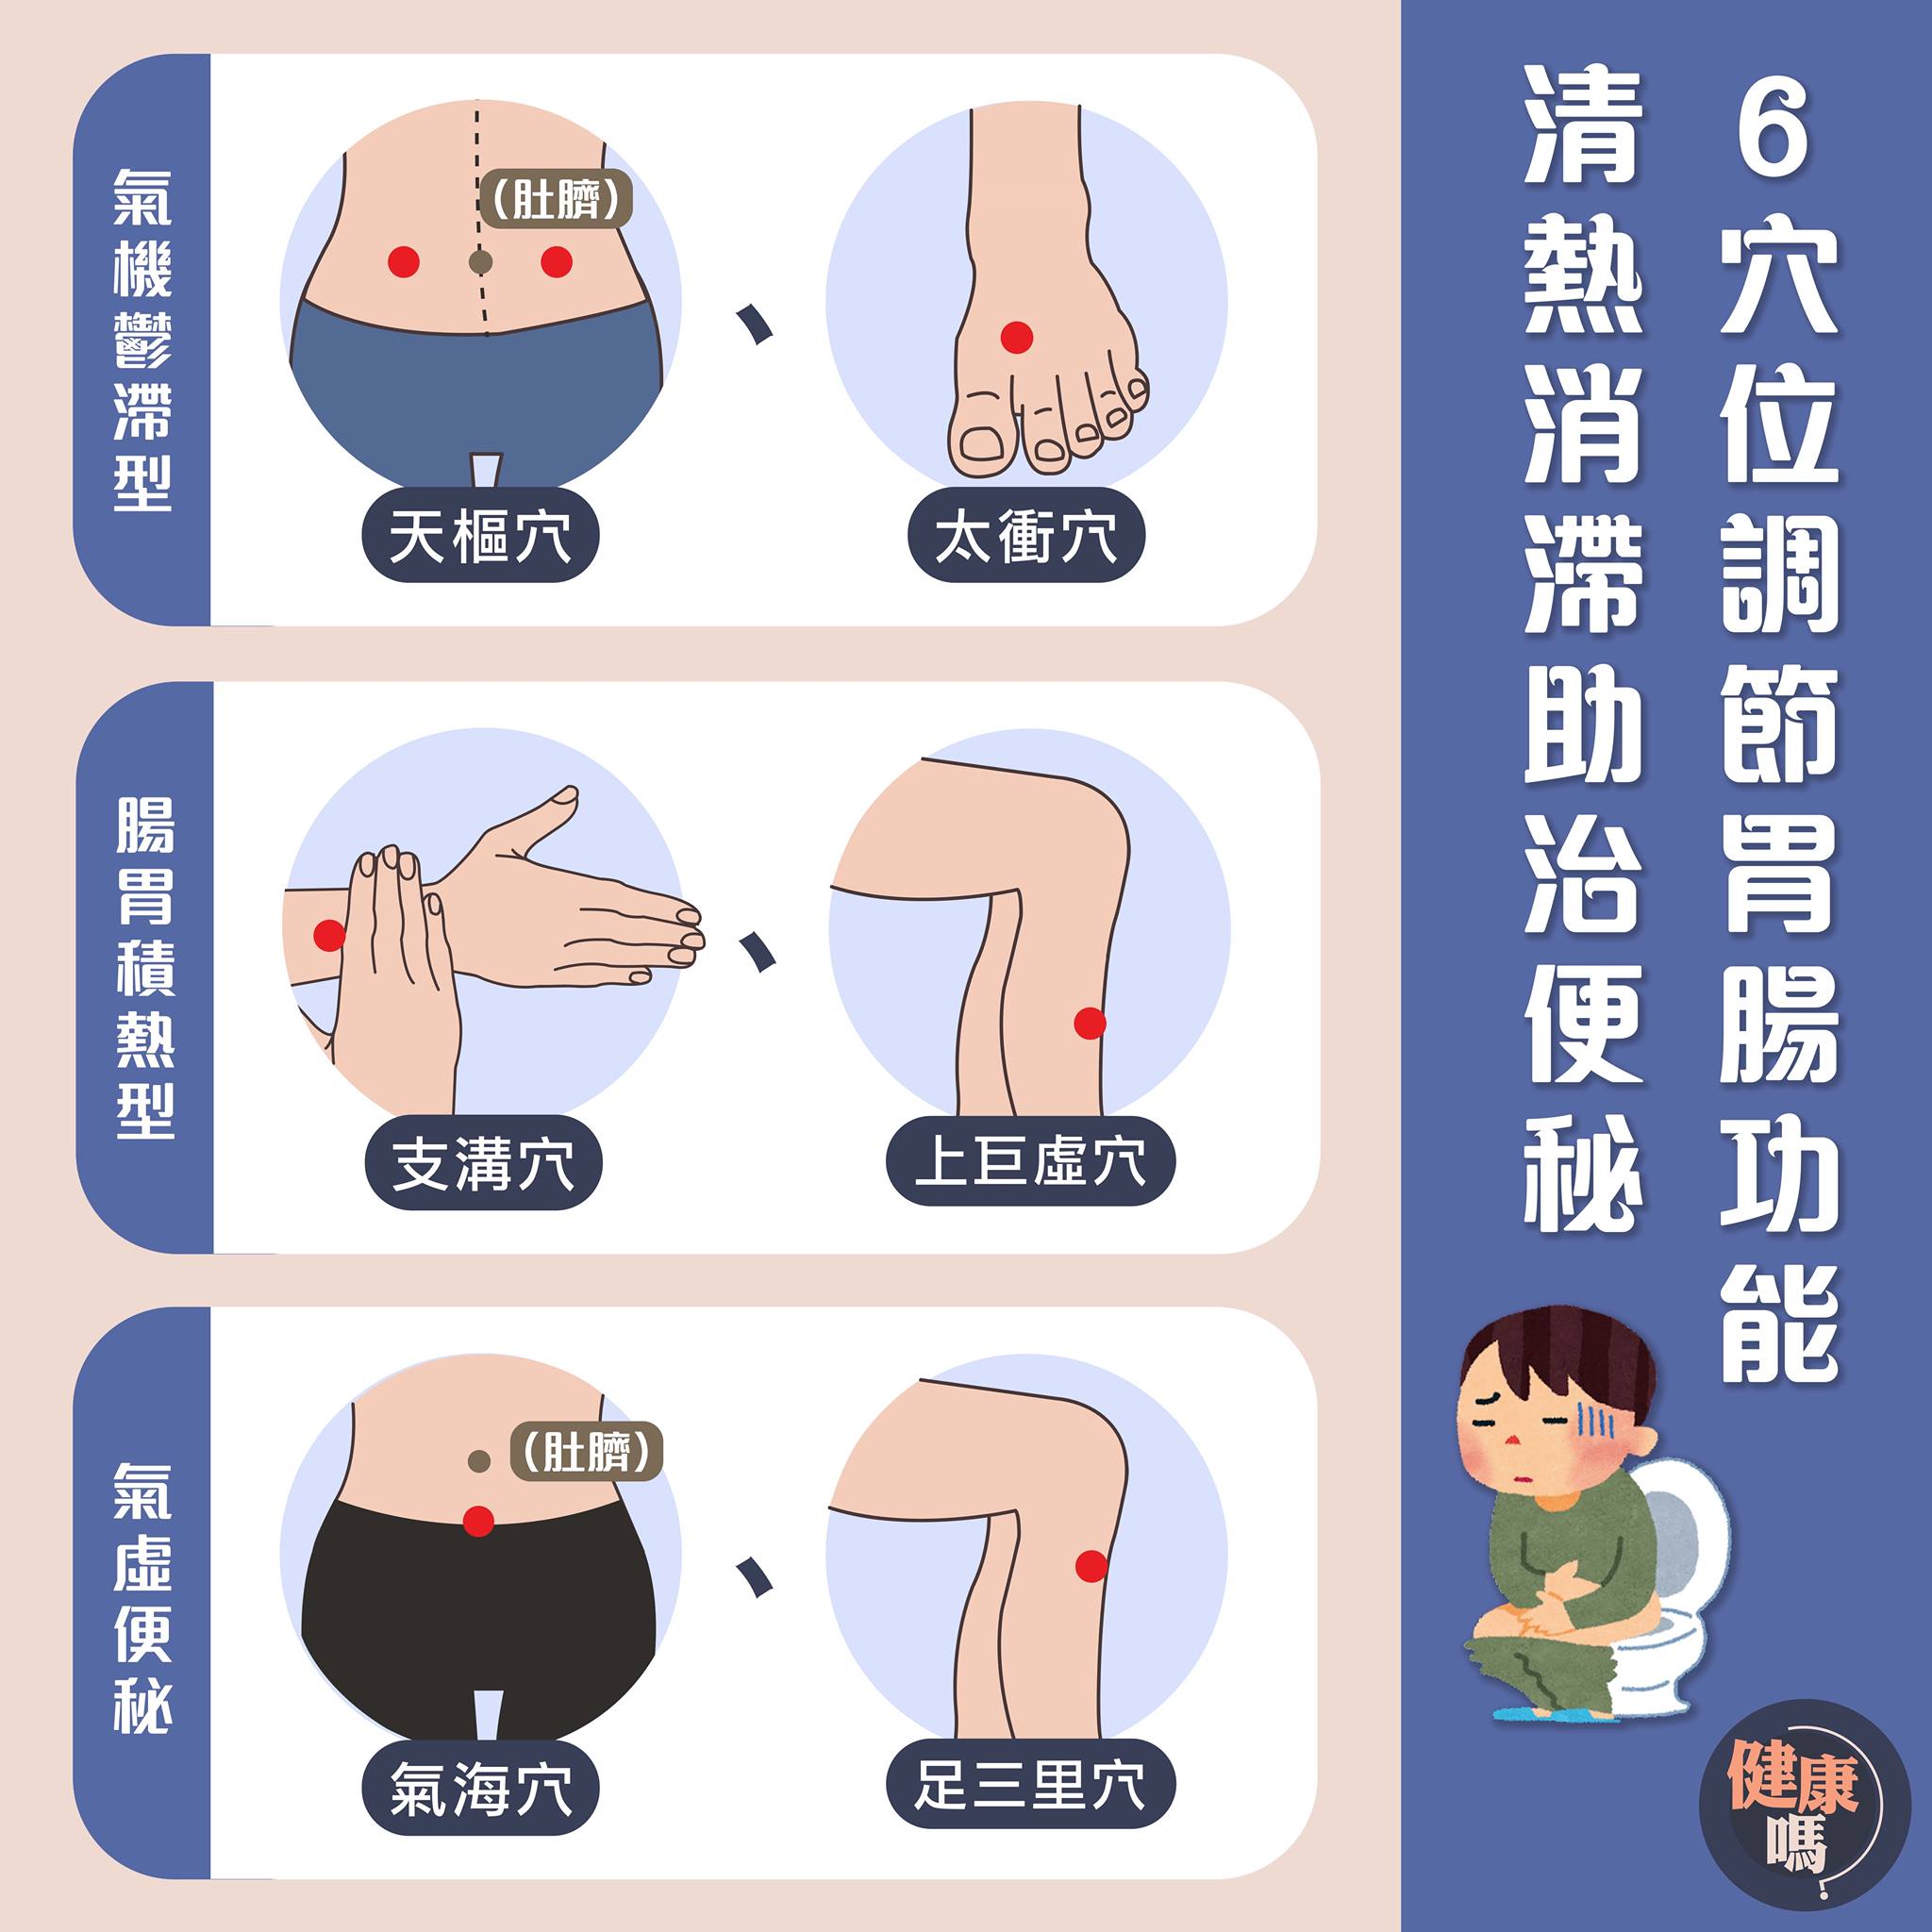 6穴位調節胃腸功能
清熱消滯助治便秘
氣機鬱滯型
(肚臍)
、
天樞穴
太衝穴
腸胃積熱型
、
支溝穴
上巨虛穴
氣虛便秘
(肚臍)
、
氣海穴
足三里穴
健康
嗎?